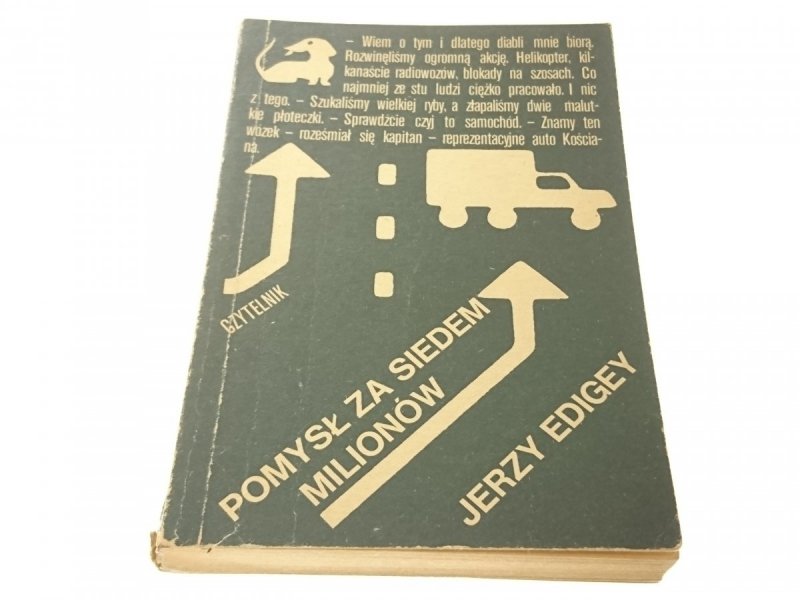 – Wiem o tym i dlatego diabli mnie biorą.
Rozwinęliśmy ogromną akcję. Helikopter, kil-
kanaście radiowozów, blokady na szosach. Co
najmniej ze stu ludzi ciężko pracowało. I nic
z tego. – Szukaliśmy wielkiej ryby, a złapaliśmy dwie malut-
kie płoteczki. – Sprawdźcie czyj to samochód. – Znamy ten
wózek – roześmiał się kapitan – reprezentacyjne auto Kościa-
na.
CZYTELNIK
POMYSŁ ZA SIEDEM
MILIONÓW
JERZY EDIGEY